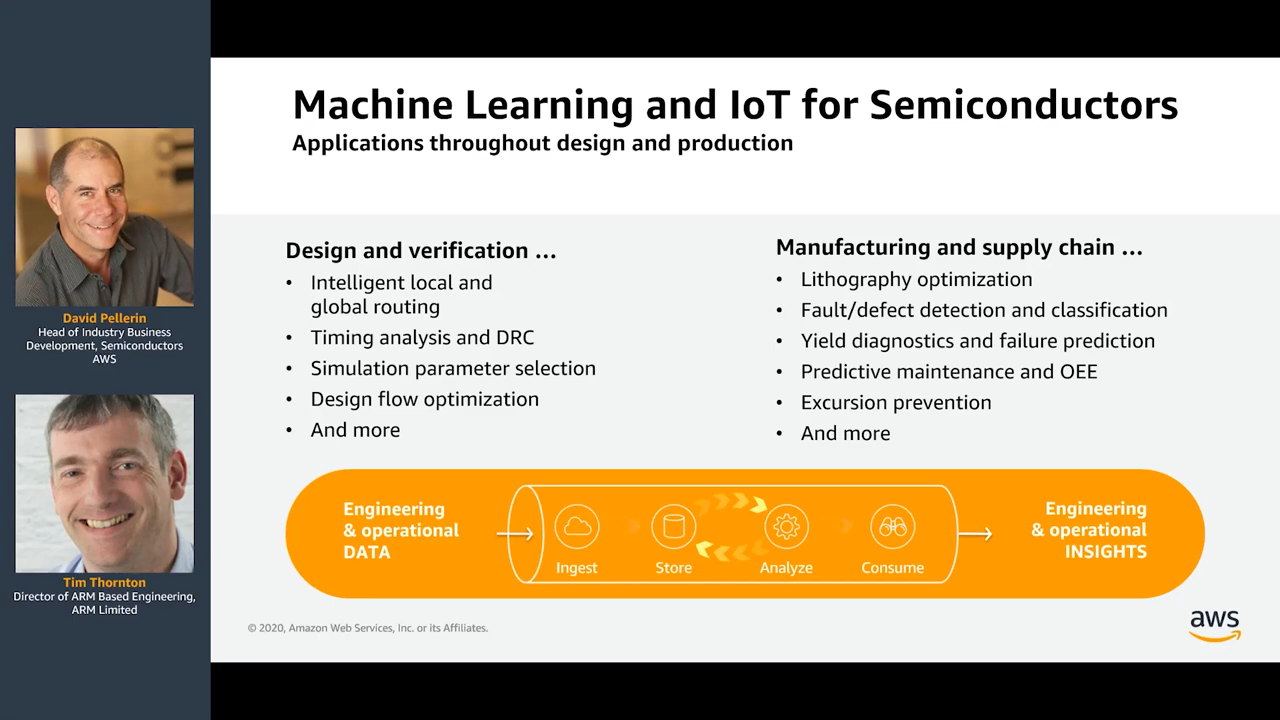 David Pellerin
Head of Industry Business
Development, Semiconductors
AWS
Tim Thornton
Director of ARM Based Engineering,
ARM Limited
Machine Learning and IoT for Semiconductors
Applications throughout design and production
Design and verification ...
• Intelligent local and
global routing
• Timing analysis and DRC
• Simulation parameter selection
• Design flow optimization
• And more
Manufacturing and supply chain ...
• Lithography optimization
• Fault/defect detection and classification
• Yield diagnostics and failure prediction
• Predictive maintenance and OEE
• Excursion prevention
• And more
Engineering
& operational
DATA
Ingest
Store
Analyze
Consume
Engineering
& operational
INSIGHTS
© 2020, Amazon Web Services, Inc. or its Affiliates.
aws